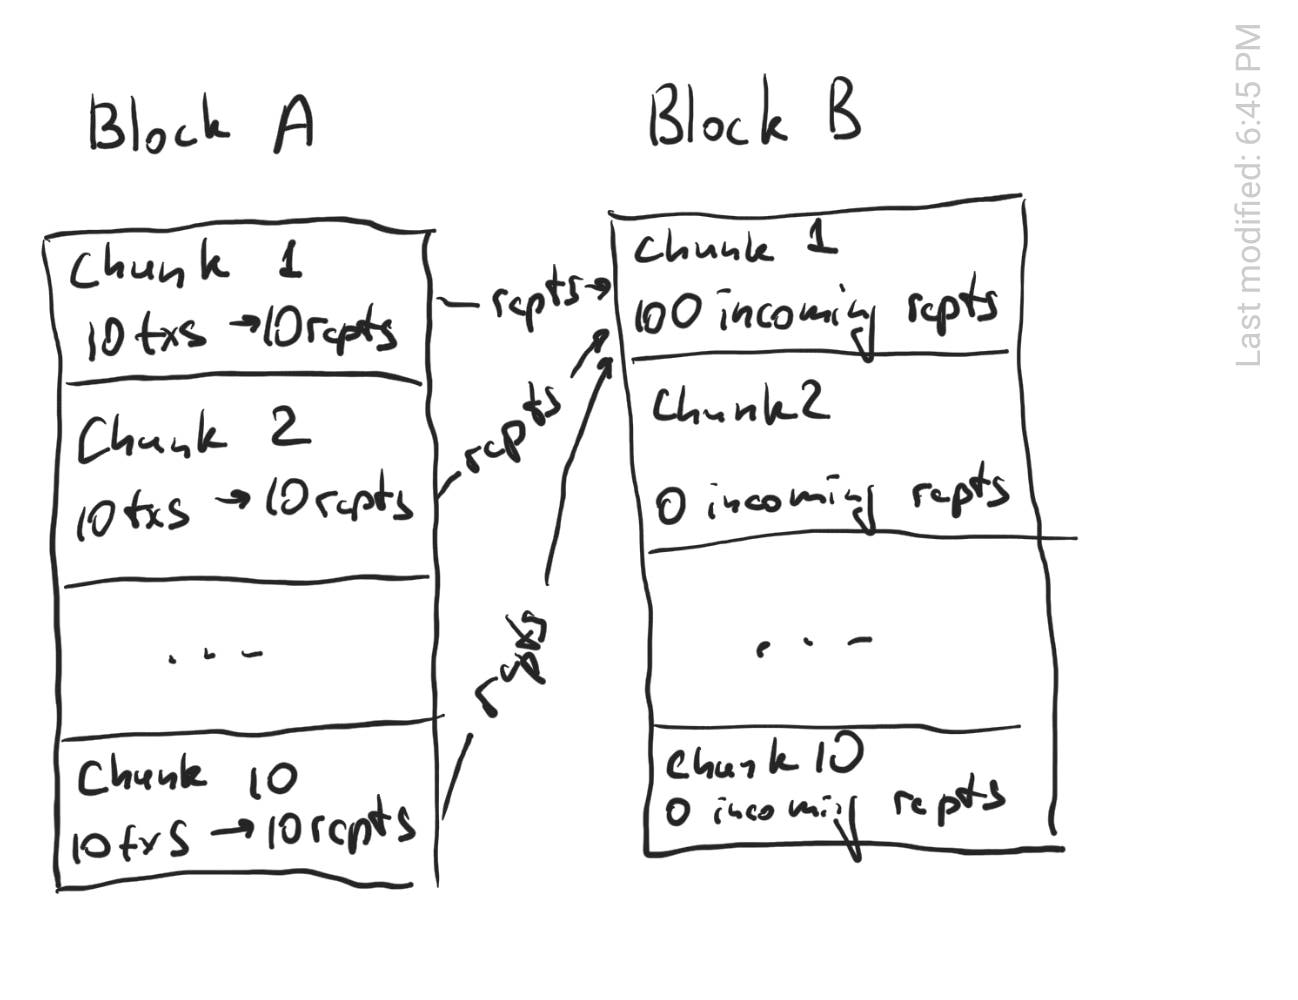 Block A
Chunk 1
10 txs → 10 rcpts
Chunk 2
10 txs → 10 rcpts
...
Chunk 10
10 txs → 10 rcpts
rcpts
rcpts
rcpts
Block B
Chunk 1
100 incoming rcpts
Chunk 2
0 incoming rcpts
...
Chunk 10
0 incoming rcpts
Last modified: 6:45 PM